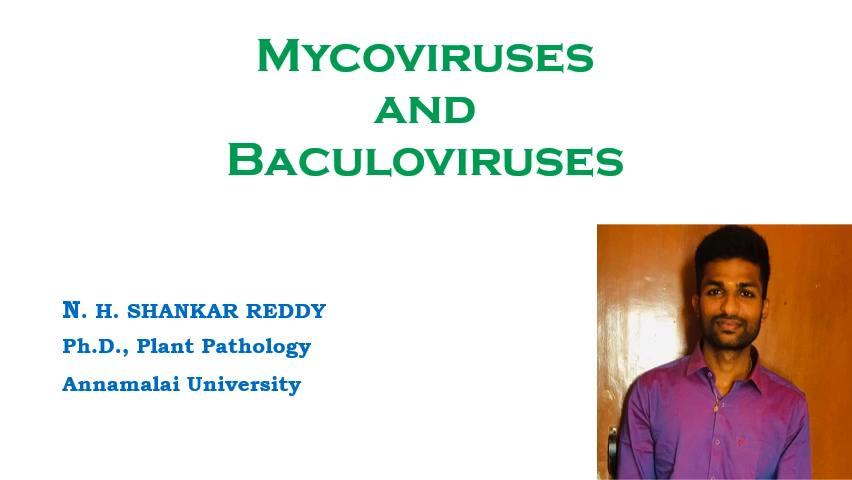 Mycoviruses
and
Baculoviruses
N. H. SHANKAR REDDY
Ph.D., Plant Pathology
Annamalai University